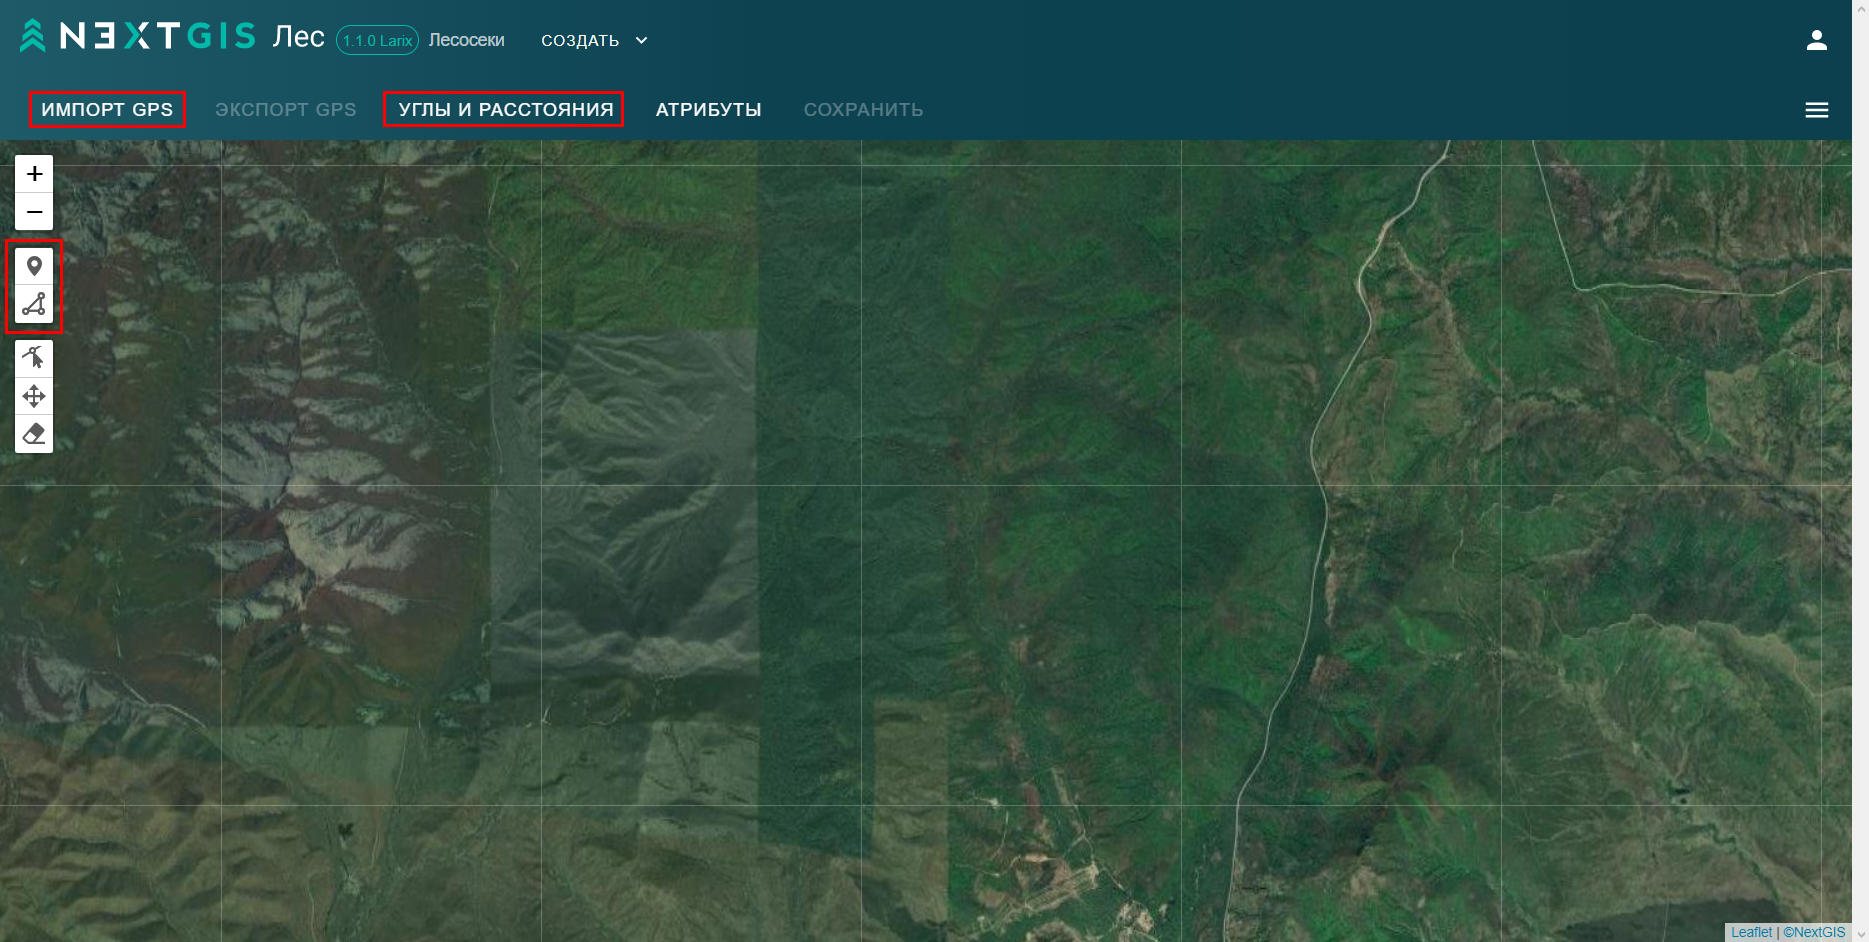 NEXTGIS Лес 1.1.0 Larix Лесосеки СОЗДАТЬ
ИМПОРТ GPS ЭКСПОРТ GPS УГЛЫ И РАССТОЯНИЯ АТРИБУТЫ СОХРАНИТЬ
+
−
Leaflet | ©NextGIS